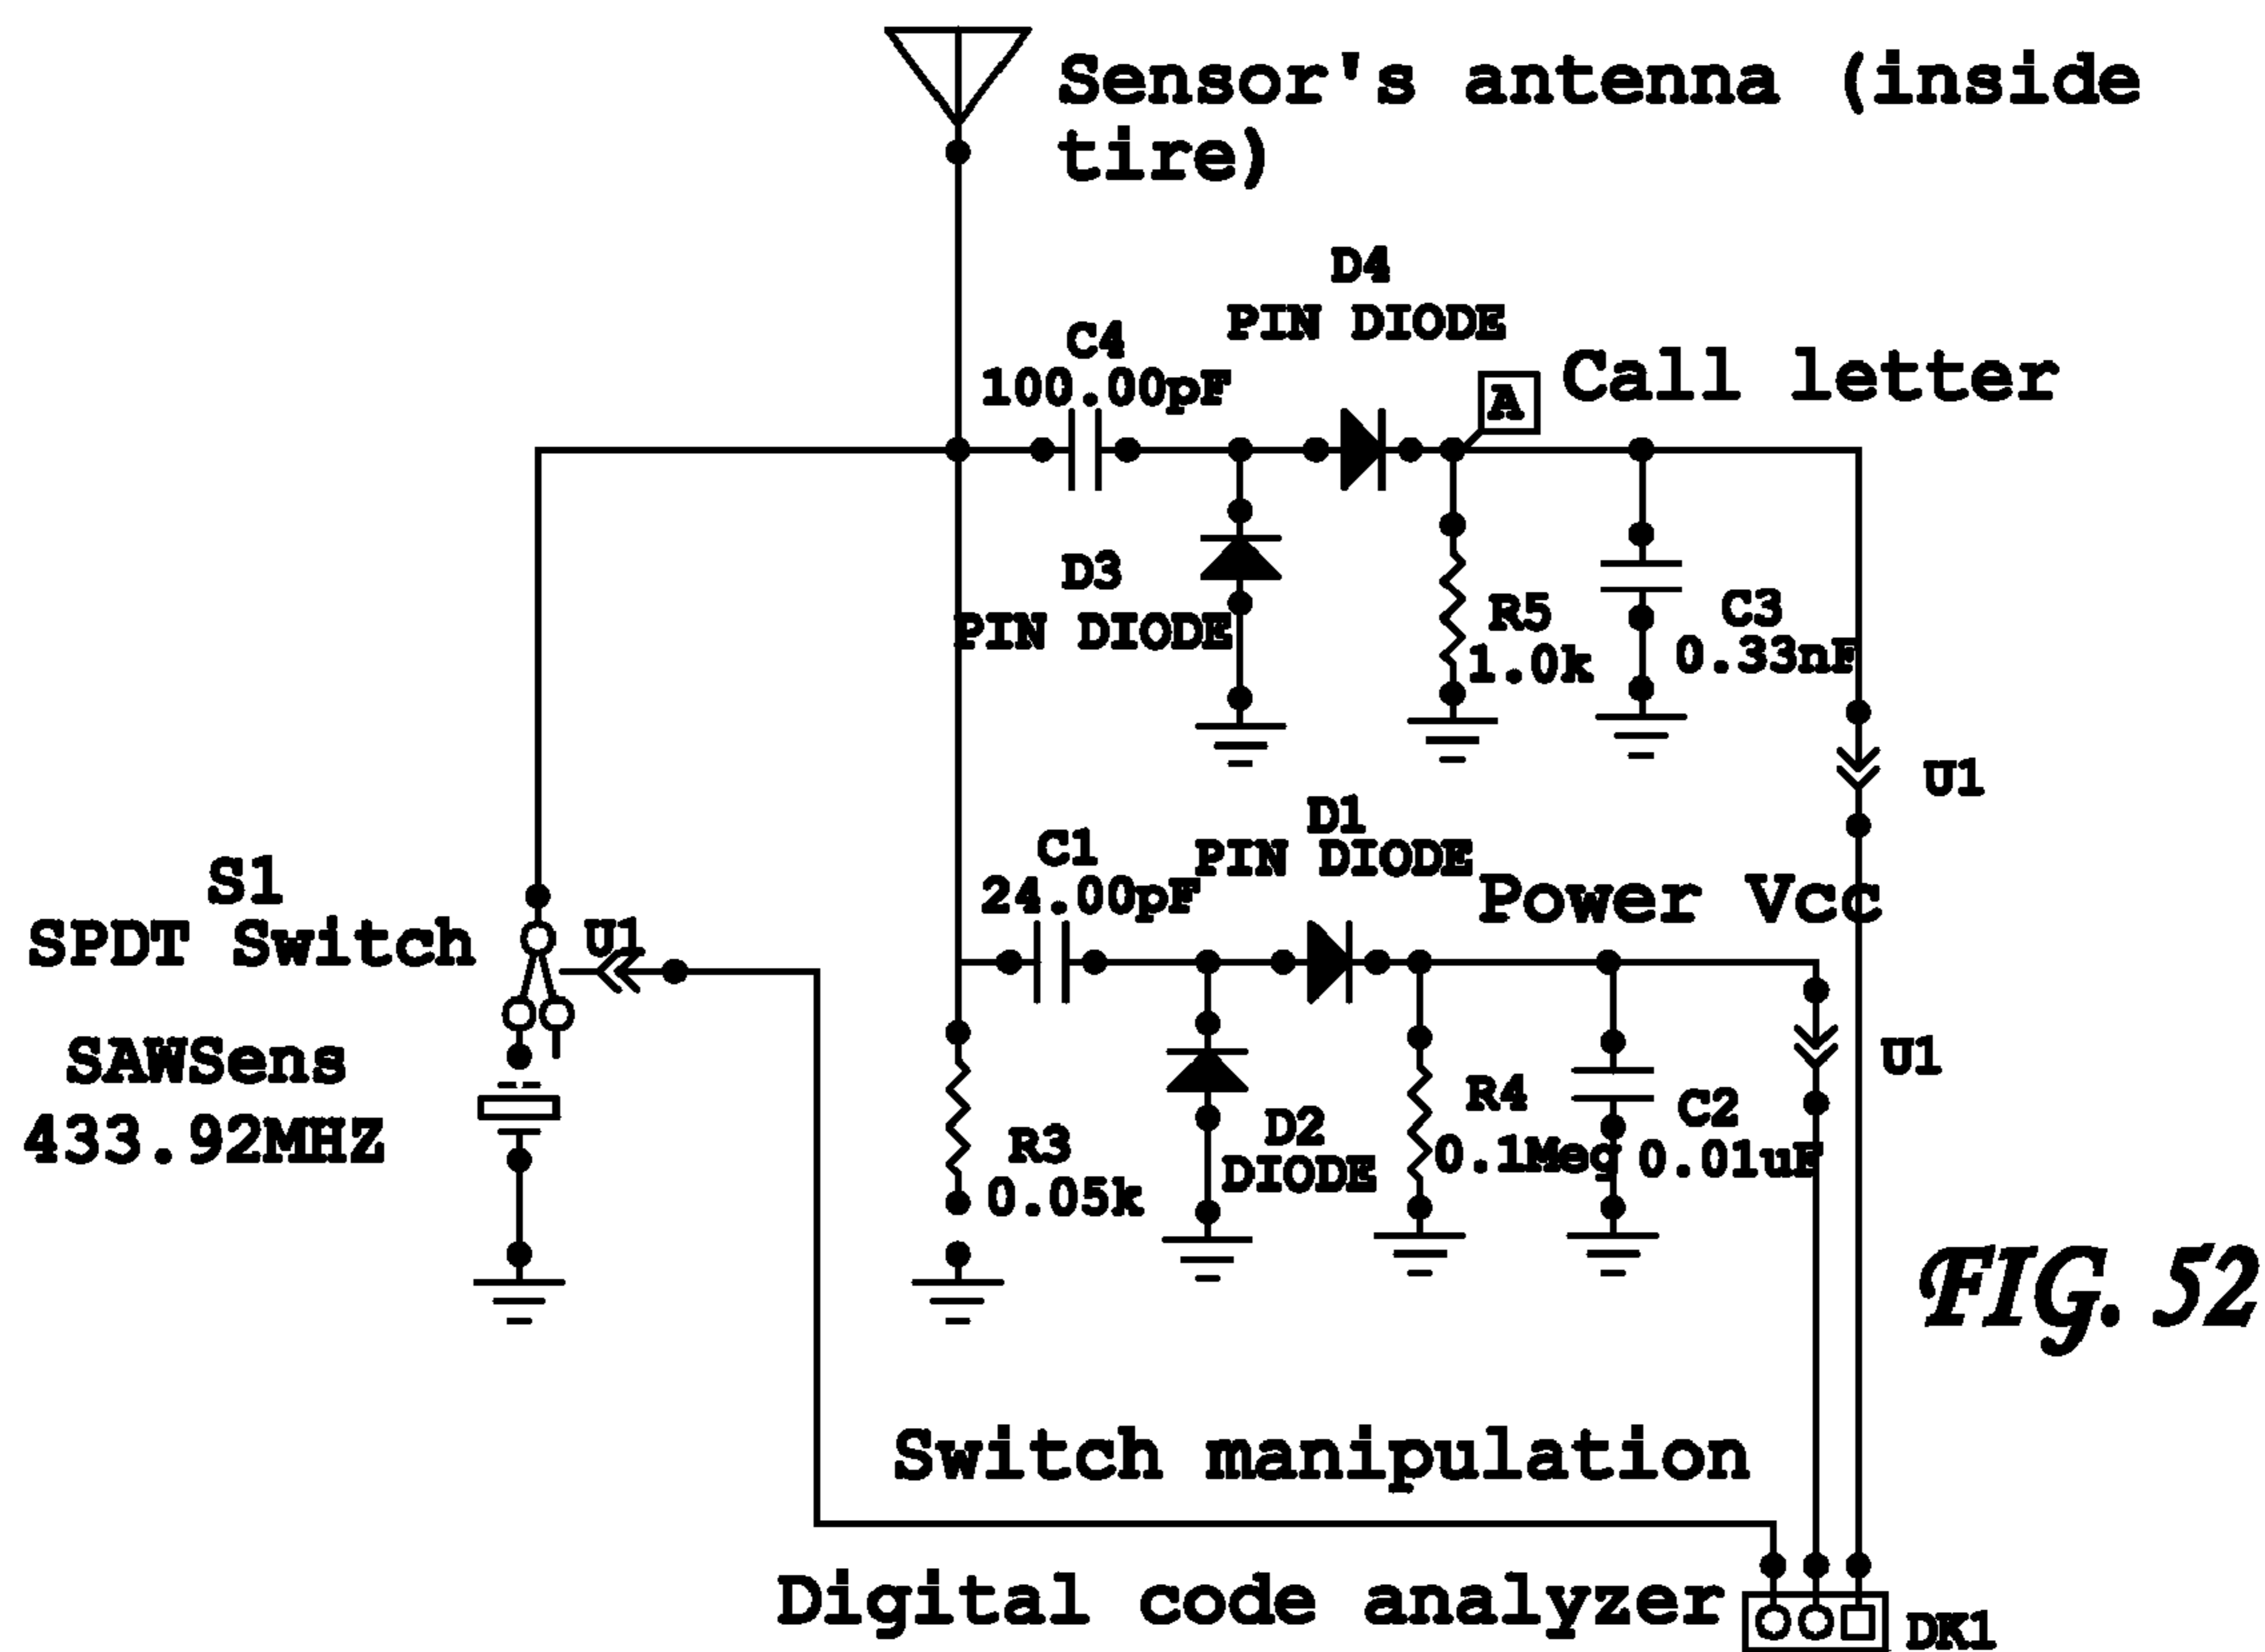 Sensor's antenna (inside
tire)
D4
PIN DIODE
C4
100.00pF
A
Call letter
D3
PIN DIODE
R5
1.0k
C3
0.33nF
U1
D1
PIN DIODE
C1
24.00pF
Power Vcc
S1
SPDT Switch
U1
SAWSens
433.92MHZ
U1
R3
0.05k
D2
DIODE
R4
0.1Meg
C2
0.01uF
FIG. 52
Switch manipulation
Digital code analyzer
DK1